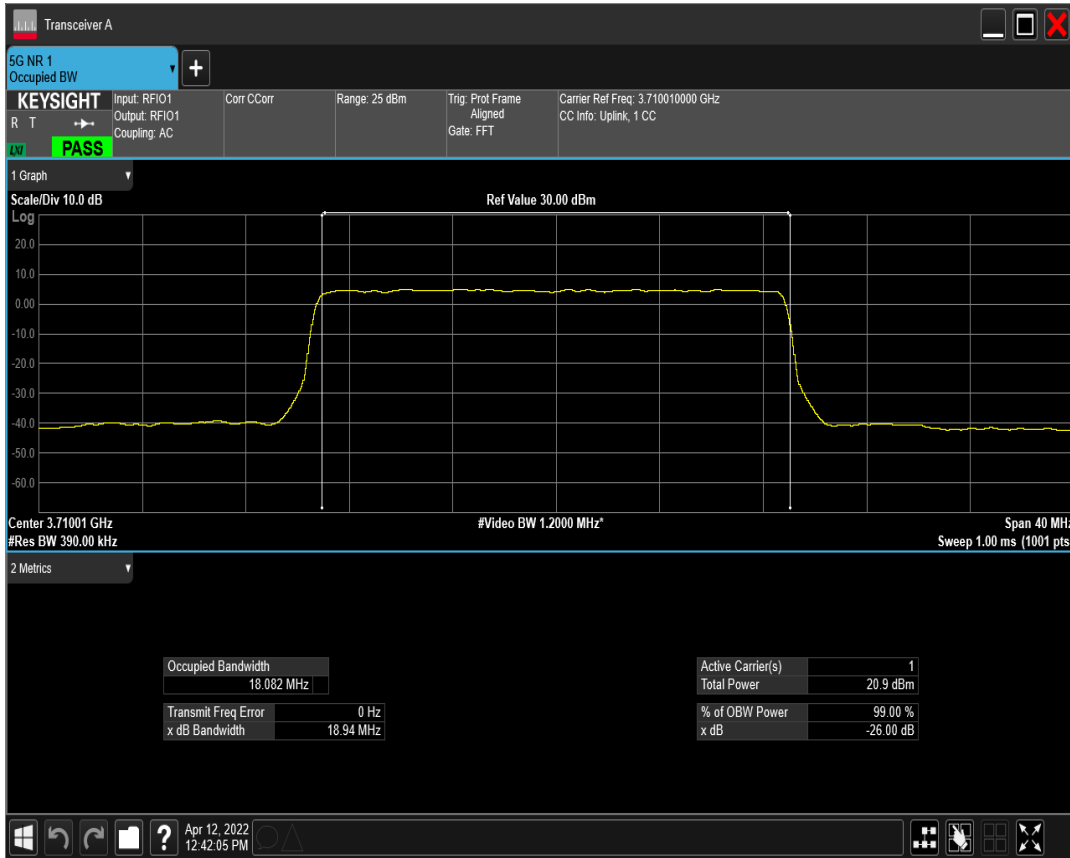 Transceiver A
5G NR 1
Occupied BW
KEYSIGHT
Input: RFIO1
Output: RFIO1
Coupling: AC
Corr CCorr
Range: 25 dBm
Trig: Prot Frame
Aligned
Gate: FFT
Carrier Ref Freq: 3.710010000 GHz
CC Info: Uplink, 1 CC
R T
LXI
PASS
1 Graph
Scale/Div 10.0 dB
Ref Value 30.00 dBm
Log
20.0
10.0
0.00
-10.0
-20.0
-30.0
-40.0
-50.0
-60.0
Center 3.71001 GHz
#Video BW 1.2000 MHz*
Span 40 MHz
#Res BW 390.00 kHz
Sweep 1.00 ms (1001 pts
2 Metrics
Occupied Bandwidth
18.082 MHz
Transmit Freq Error 0 Hz
x dB Bandwidth 18.94 MHz
Active Carrier(s) 1
Total Power 20.9 dBm
% of OBW Power 99.00 %
x dB -26.00 dB
?
Apr 12, 2022
12:42:05 PM